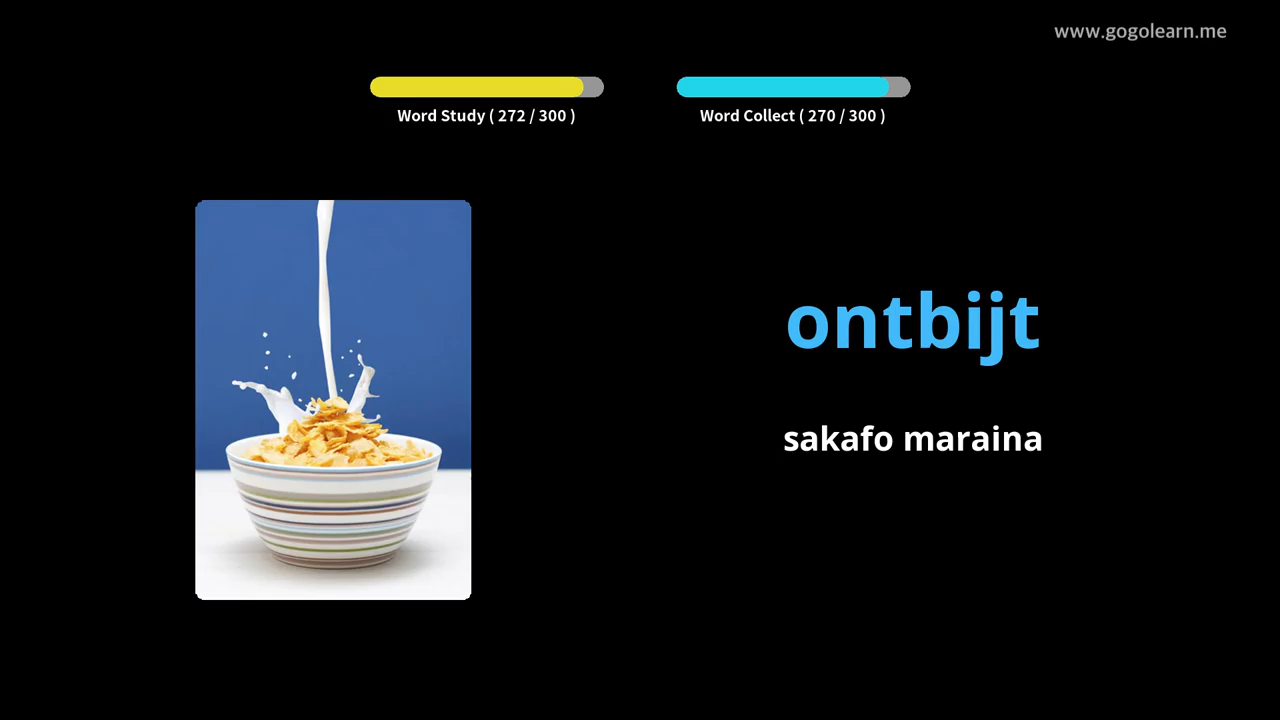 www.gogolearn.me
Word Study ( 272 / 300 )
Word Collect ( 270 / 300 )
ontbijt
sakafo maraina